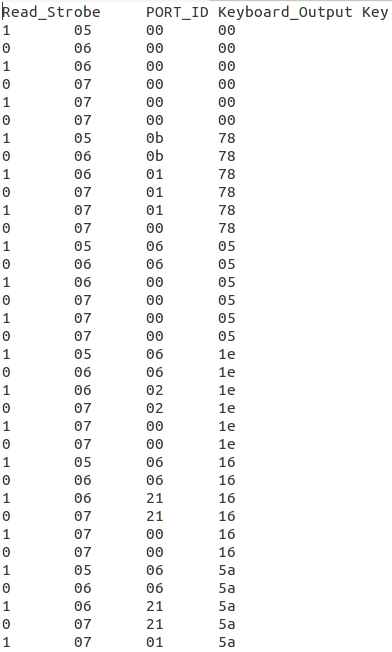 Read_Strobe PORT_ID Keyboard_Output Key
1 05 00 00
0 06 00 00
1 06 00 00
0 07 00 00
1 07 00 00
0 07 00 00
1 05 0b 78
0 06 0b 78
1 06 01 78
0 07 01 78
1 07 01 78
0 07 00 78
1 05 06 05
0 06 06 05
1 06 00 05
0 07 00 05
1 07 00 05
0 07 00 05
1 05 06 1e
0 06 06 1e
1 06 02 1e
0 07 02 1e
1 07 00 1e
0 07 00 1e
1 05 06 16
0 06 06 16
1 06 21 16
0 07 21 16
1 07 00 16
0 07 00 16
1 05 06 5a
0 06 06 5a
1 06 21 5a
0 07 21 5a
1 07 01 5a